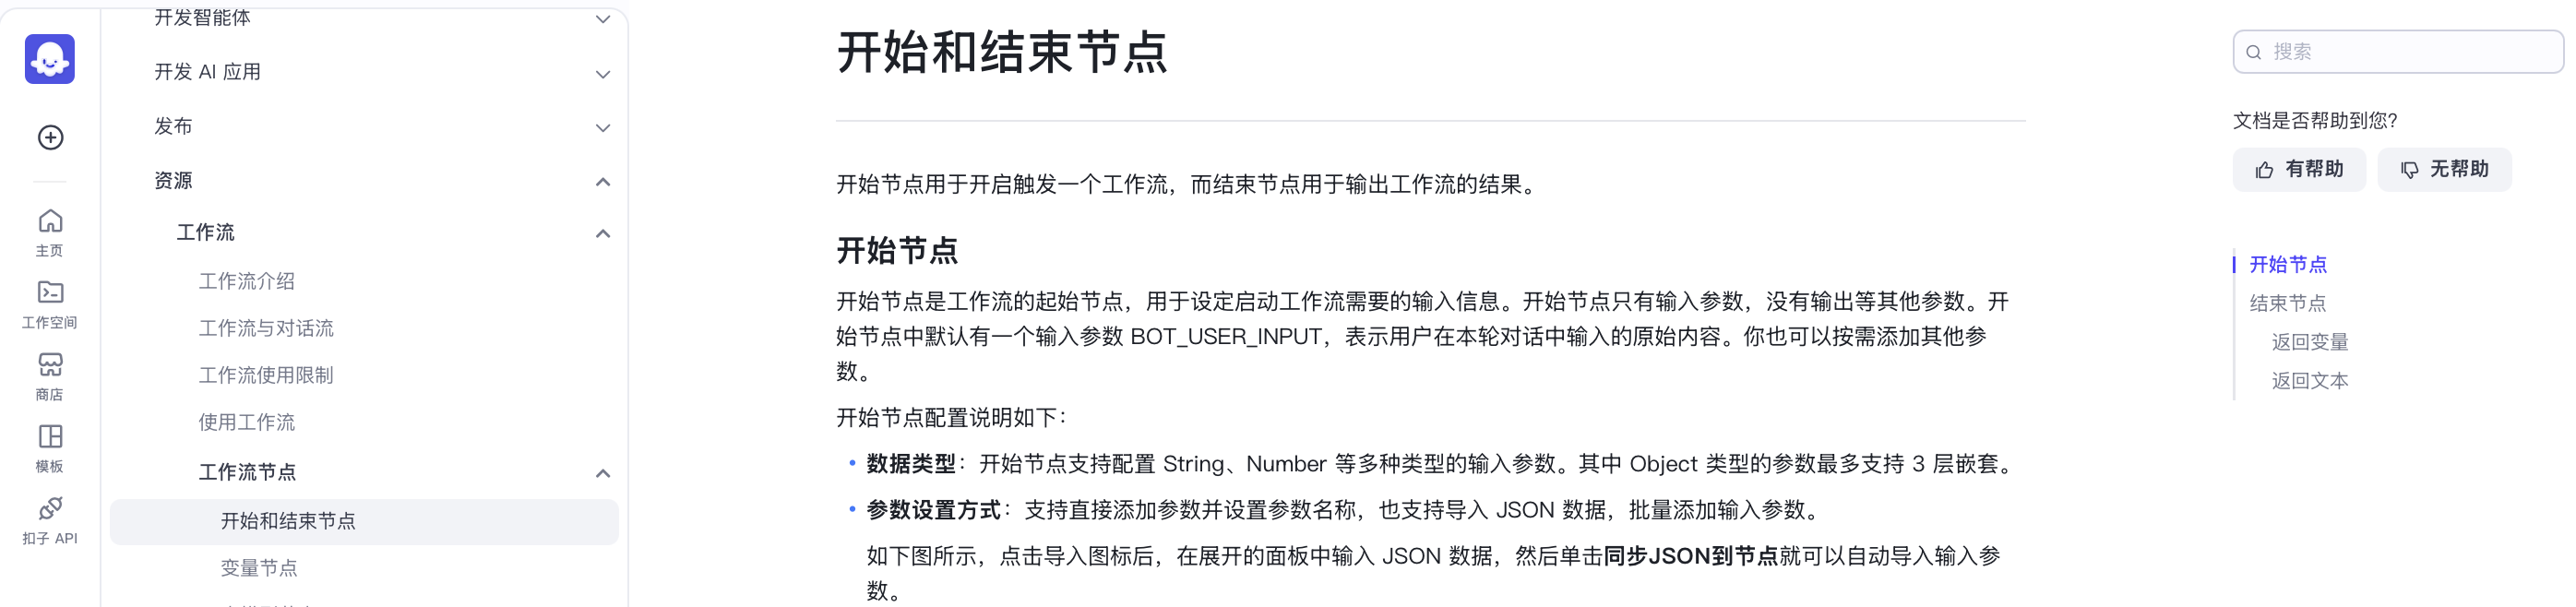 主页
工作空间
商店
模板
扣子 API
开发智能体
开发 AI 应用
发布
资源
工作流
工作流介绍
工作流与对话流
工作流使用限制
使用工作流
工作流节点
开始和结束节点
变量节点
开始和结束节点
开始节点用于开启触发一个工作流，而结束节点用于输出工作流的结果。
开始节点
开始节点是工作流的起始节点，用于设定启动工作流需要的输入信息。开始节点只有输入参数，没有输出等其他参数。开
始节点中默认有一个输入参数 BOT_USER_INPUT，表示用户在本轮对话中输入的原始内容。你也可以按需添加其他参
数。
开始节点配置说明如下：
• 数据类型：开始节点支持配置 String、Number 等多种类型的输入参数。其中 Object 类型的参数最多支持 3 层嵌套。
• 参数设置方式：支持直接添加参数并设置参数名称，也支持导入 JSON 数据，批量添加输入参数。
如下图所示，点击导入图标后，在展开的面板中输入 JSON 数据，然后单击同步JSON到节点就可以自动导入输入参
数。
搜索
文档是否帮助到您?
有帮助
无帮助
开始节点
结束节点
返回变量
返回文本